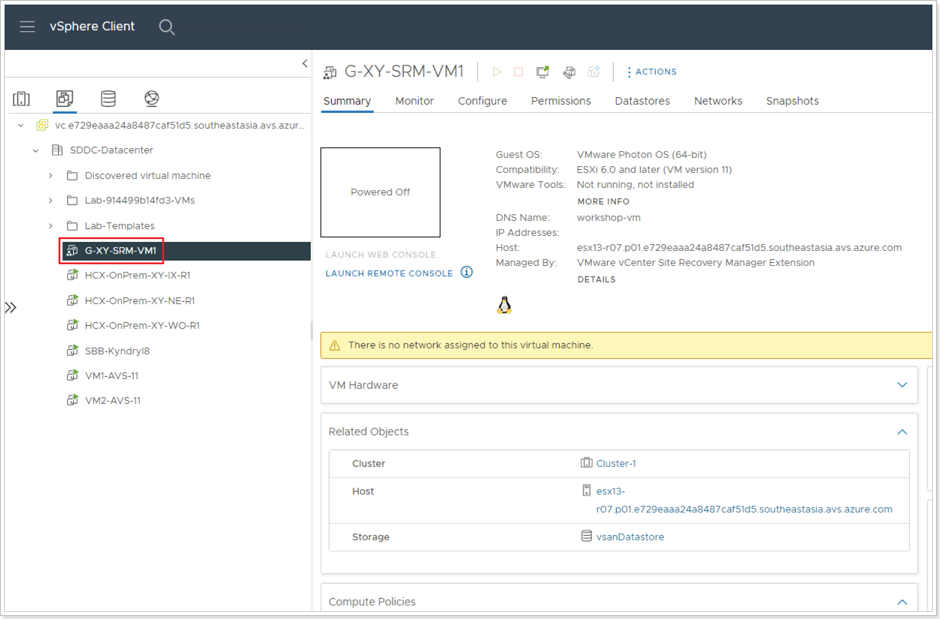 vSphere Client
vc.e729eaaa24a8487caf51d5.southeastasia.avs.azur...
SDDC-Datacenter
Discovered virtual machine
Lab-914499b14fd3-VMs
Lab-Templates
G-XY-SRM-VM1
HCX-OnPrem-XY-IX-R1
HCX-OnPrem-XY-NE-R1
HCX-OnPrem-XY-WO-R1
SBB-Kyndryl8
VM1-AVS-11
VM2-AVS-11
G-XY-SRM-VM1
ACTIONS
Summary Monitor Configure Permissions Datastores Networks Snapshots
Powered Off
LAUNCH WEB CONSOLE
LAUNCH REMOTE CONSOLE
Guest OS: VMware Photon OS (64-bit)
Compatibility: ESXi 6.0 and later (VM version 11)
VMware Tools: Not running, not installed
MORE INFO
DNS Name: workshop-vm
IP Addresses:
Host: esx13-r07.p01.e729eaaa24a8487caf51d5.southeastasia.avs.azure.com
Managed By: VMware vCenter Site Recovery Manager Extension
DETAILS
There is no network assigned to this virtual machine.
VM Hardware
Related Objects
Cluster Cluster-1
Host esx13-
r07.p01.e729eaaa24a8487caf51d5.southeastasia.avs.azure.com
Storage vsanDatastore
Compute Policies